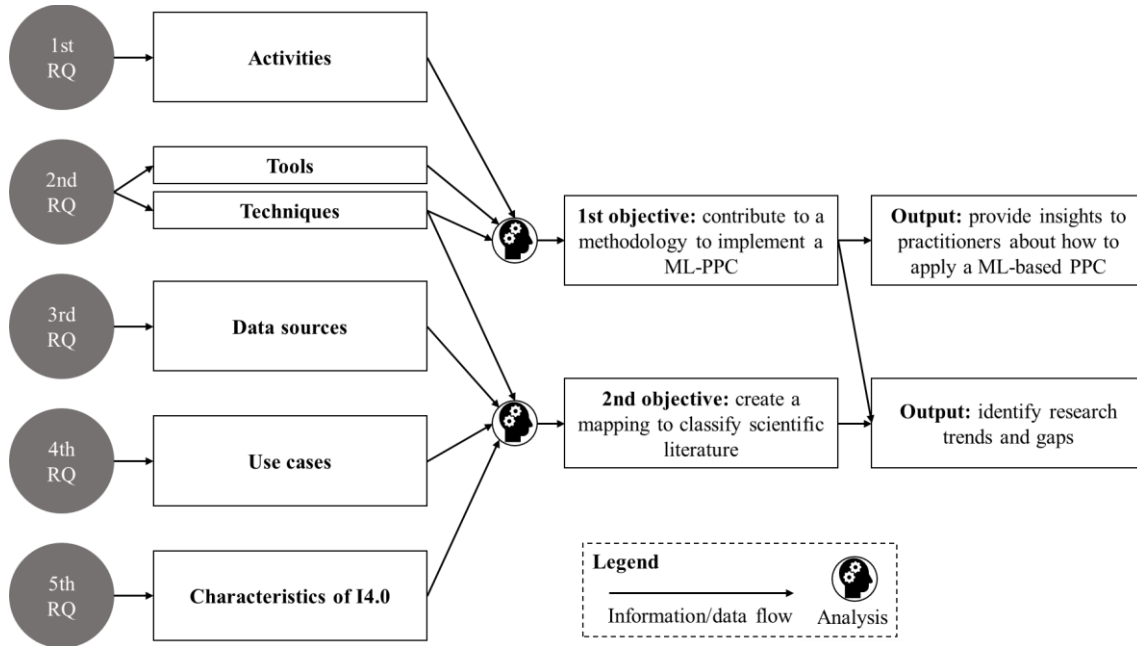 1st
RQ
Activities
2nd
RQ
Tools
Techniques
3rd
RQ
Data sources
4th
RQ
Use cases
5th
RQ
Characteristics of I4.0
1st objective: contribute to a
methodology to implement a
ML-PPC
Output: provide insights to
practitioners about how to
apply a ML-based PPC
2nd objective: create a
mapping to classify scientific
literature
Output: identify research
trends and gaps
Legend
Information/data flow
Analysis